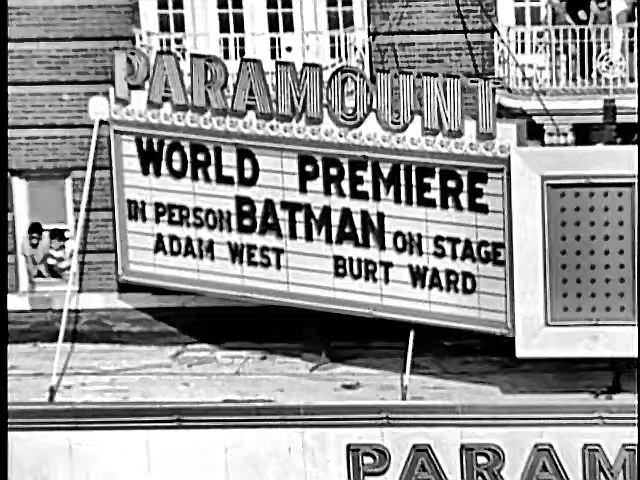 PARAMOUNT
WORLD PREMIERE
IN PERSON BATMAN ON STAGE
ADAM WEST BURT WARD
PARAM